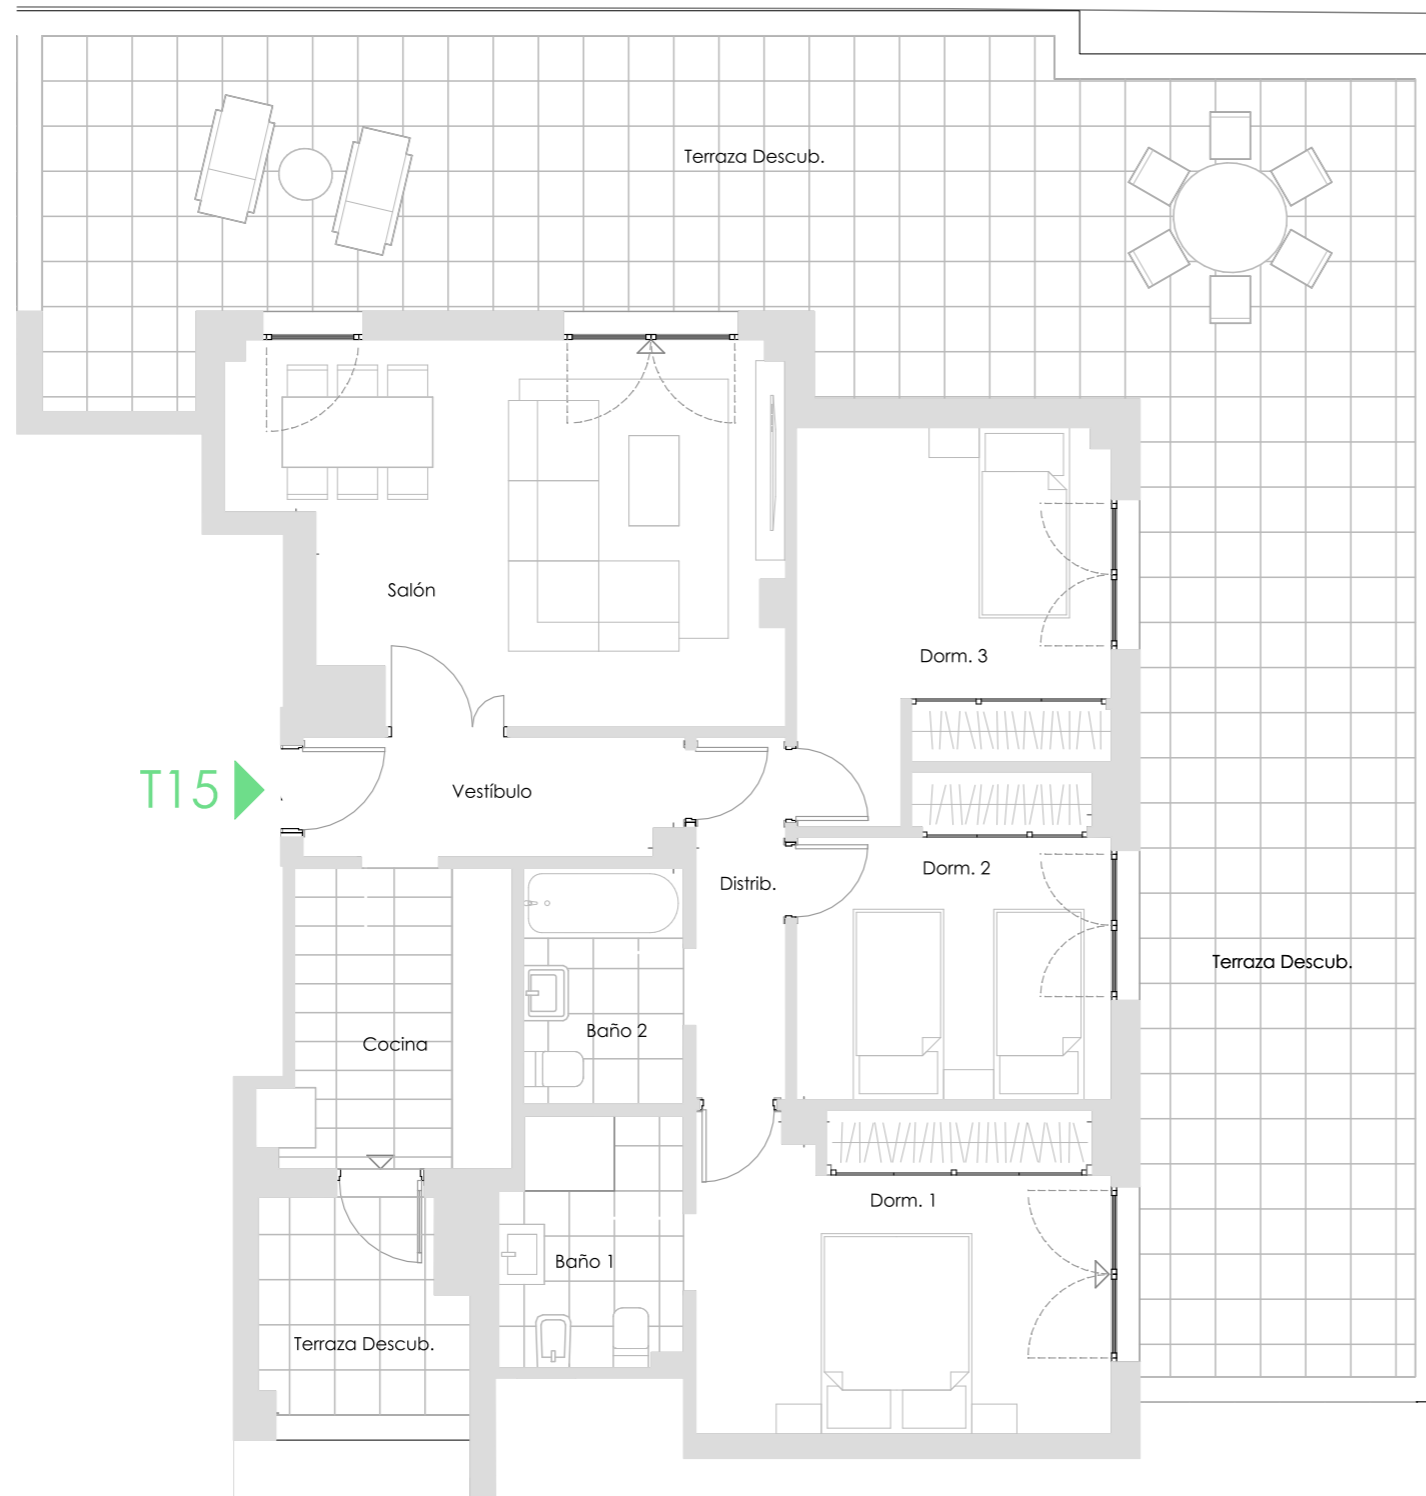 Terraza Descub.
Salón
Dorm. 3
T15
Vestíbulo
Distrib.
Dorm. 2
Terraza Descub.
Baño 2
Cocina
Dorm. 1
Baño 1
Terraza Descub.